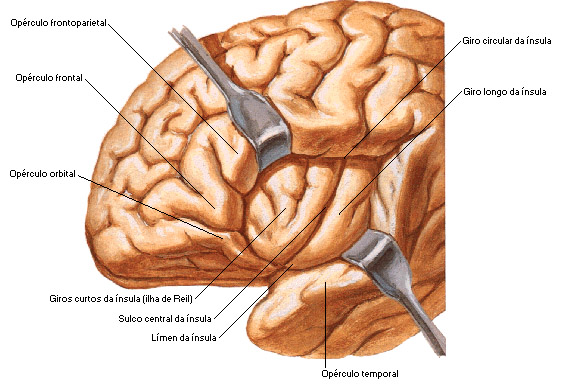 Opérculo frontoparietal
Giro circular da ínsula
Opérculo frontal
Giro longo da ínsula
Opérculo orbital
Giros curtos da ínsula (ilha de Reil)
Sulco central da ínsula
Límen da ínsula
Opérculo temporal